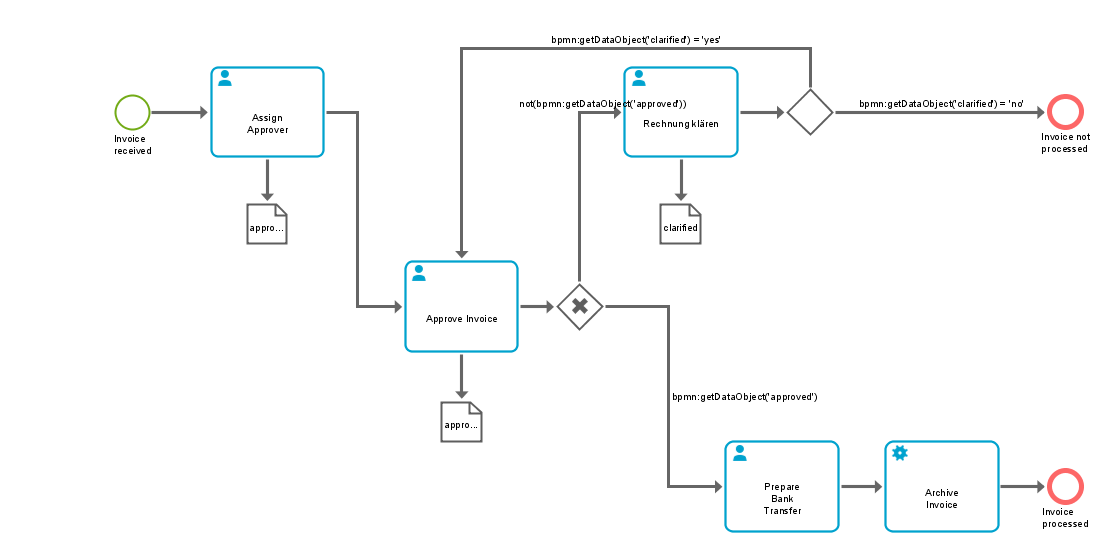 bpmn:getDataObject('clarified') = 'yes'
not(bpmn:getDataObject('approved'))
bpmn:getDataObject('clarified') = 'no'
Assign
Approver
Rechnung klären
Invoice
received
Invoice not
processed
appro...
clarified
Approve Invoice
bpmn:getDataObject('approved')
appro...
Prepare
Bank
Transfer
Archive
Invoice
Invoice
processed